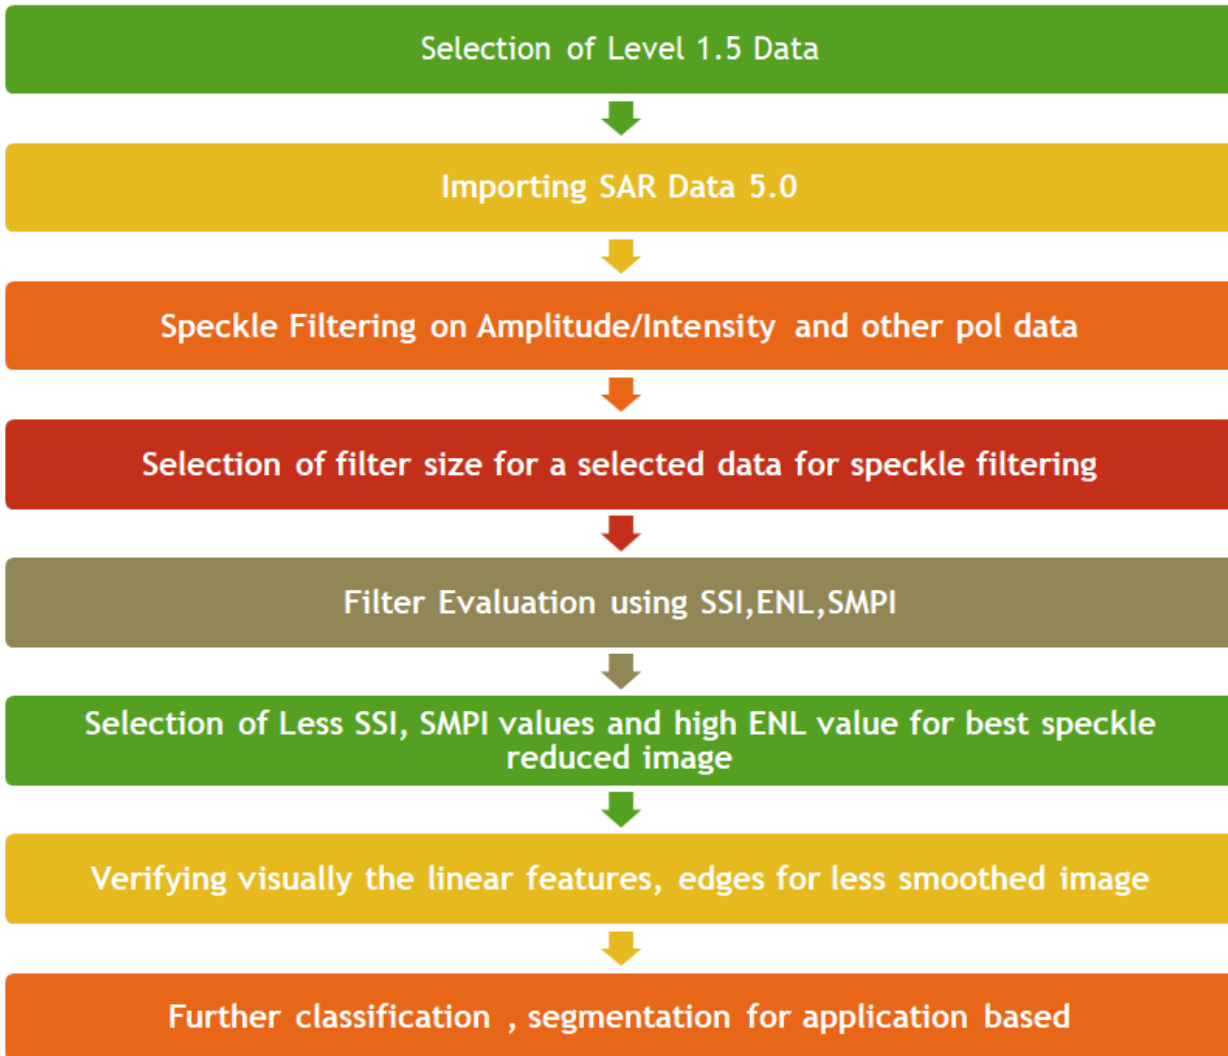 Selection of Level 1.5 Data
Importing SAR Data 5.0
Speckle Filtering on Amplitude/Intensity and other pol data
Selection of filter size for a selected data for speckle filtering
Filter Evaluation using SSI,ENL,SMPI
Selection of Less SSI, SMPI values and high ENL value for best speckle
reduced image
Verifying visually the linear features, edges for less smoothed image
Further classification , segmentation for application based